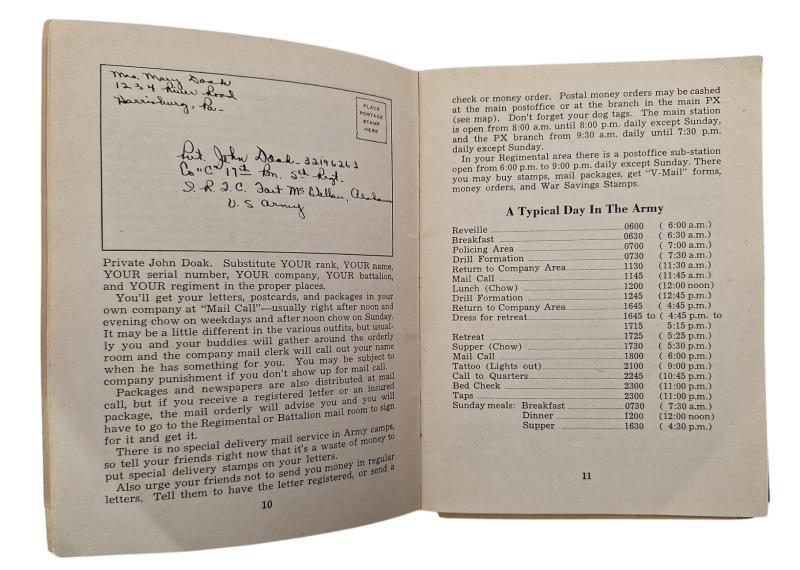 Mrs. Mary Doak
1234 River Road
Harrisburg, Pa.
PLACE
POSTAGE
STAMP
HERE
Pvt. John Doak - 32196263
Co "C" 17th Bn. 5th Regt.
I. R. T. C. Fort McClellan, Alabama
U. S. Army
Private John Doak. Substitute YOUR rank, YOUR name,
YOUR serial number, YOUR company, YOUR battalion,
and YOUR regiment in the proper places.
You'll get your letters, postcards, and packages in your
own company at "Mail Call"—usually right after noon and
evening chow on weekdays and after noon chow on Sunday.
It may be a little different in the various outfits, but usual-
ly you and your buddies will gather around the orderly
room and the company mail clerk will call out your name
when he has something for you. You may be subject to
company punishment if you don't show up for mail call.
Packages and newspapers are also distributed at mail
call, but if you receive a registered letter or an insured
package, the mail orderly will advise you and you will
have to go to the Regimental or Battalion mail room to sign
for it and get it.
There is no special delivery mail service in Army camps,
so tell your friends right now that it's a waste of money to
put special delivery stamps on your letters.
Also urge your friends not to send you money in regular
letters. Tell them to have the letter registered, or send a
10
check or money order. Postal money orders may be cashed
at the main postoffice or at the branch in the main PX
(see map). Don't forget your dog tags. The main station
is open from 8:00 a.m. until 8:00 p.m. daily except Sunday,
and the PX branch from 9:30 a.m. daily until 7:30 p.m.
daily except Sunday.
In your Regimental area there is a postoffice sub-station
open from 6:00 p.m. to 9:00 p.m. daily except Sunday. There
you may buy stamps, mail packages, get "V-Mail" forms,
money orders, and War Savings Stamps.
A Typical Day In The Army
Reveille 0600 ( 6:00 a.m.)
Breakfast 0630 ( 6:30 a.m.)
Policing Area 0700 ( 7:00 a.m.)
Drill Formation 0730 ( 7:30 a.m.)
Return to Company Area 1130 (11:30 a.m.)
Mail Call 1145 (11:45 a.m.)
Lunch (Chow) 1200 (12:00 noon)
Drill Formation 1245 (12:45 p.m.)
Return to Company Area 1645 ( 4:45 p.m.)
Dress for retreat 1645 to ( 4:45 p.m. to
1715 5:15 p.m.)
Retreat 1725 ( 5:25 p.m.)
Supper (Chow) 1730 ( 5:30 p.m.)
Mail Call 1800 ( 6:00 p.m.)
Tattoo (Lights out) 2100 ( 9:00 p.m.)
Call to Quarters 2245 (10:45 p.m.)
Bed Check 2300 (11:00 p.m.)
Taps 2300 (11:00 p.m.)
Sunday meals: Breakfast 0730 ( 7:30 a.m.)
Dinner 1200 (12:00 noon)
Supper 1630 ( 4:30 p.m.)
11